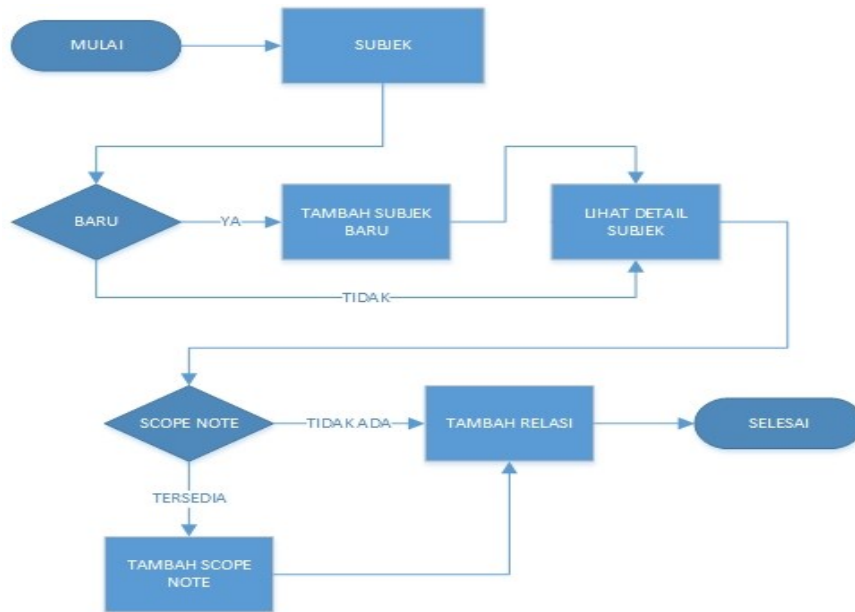 MULAI
SUBJEK
BARU
YA
TAMBAH SUBJEK
BARU
LIHAT DETAIL
SUBJEK
TIDAK
SCOPE NOTE
TIDAK ADA
TAMBAH RELASI
SELESAI
TERSEDIA
TAMBAH SCOPE
NOTE